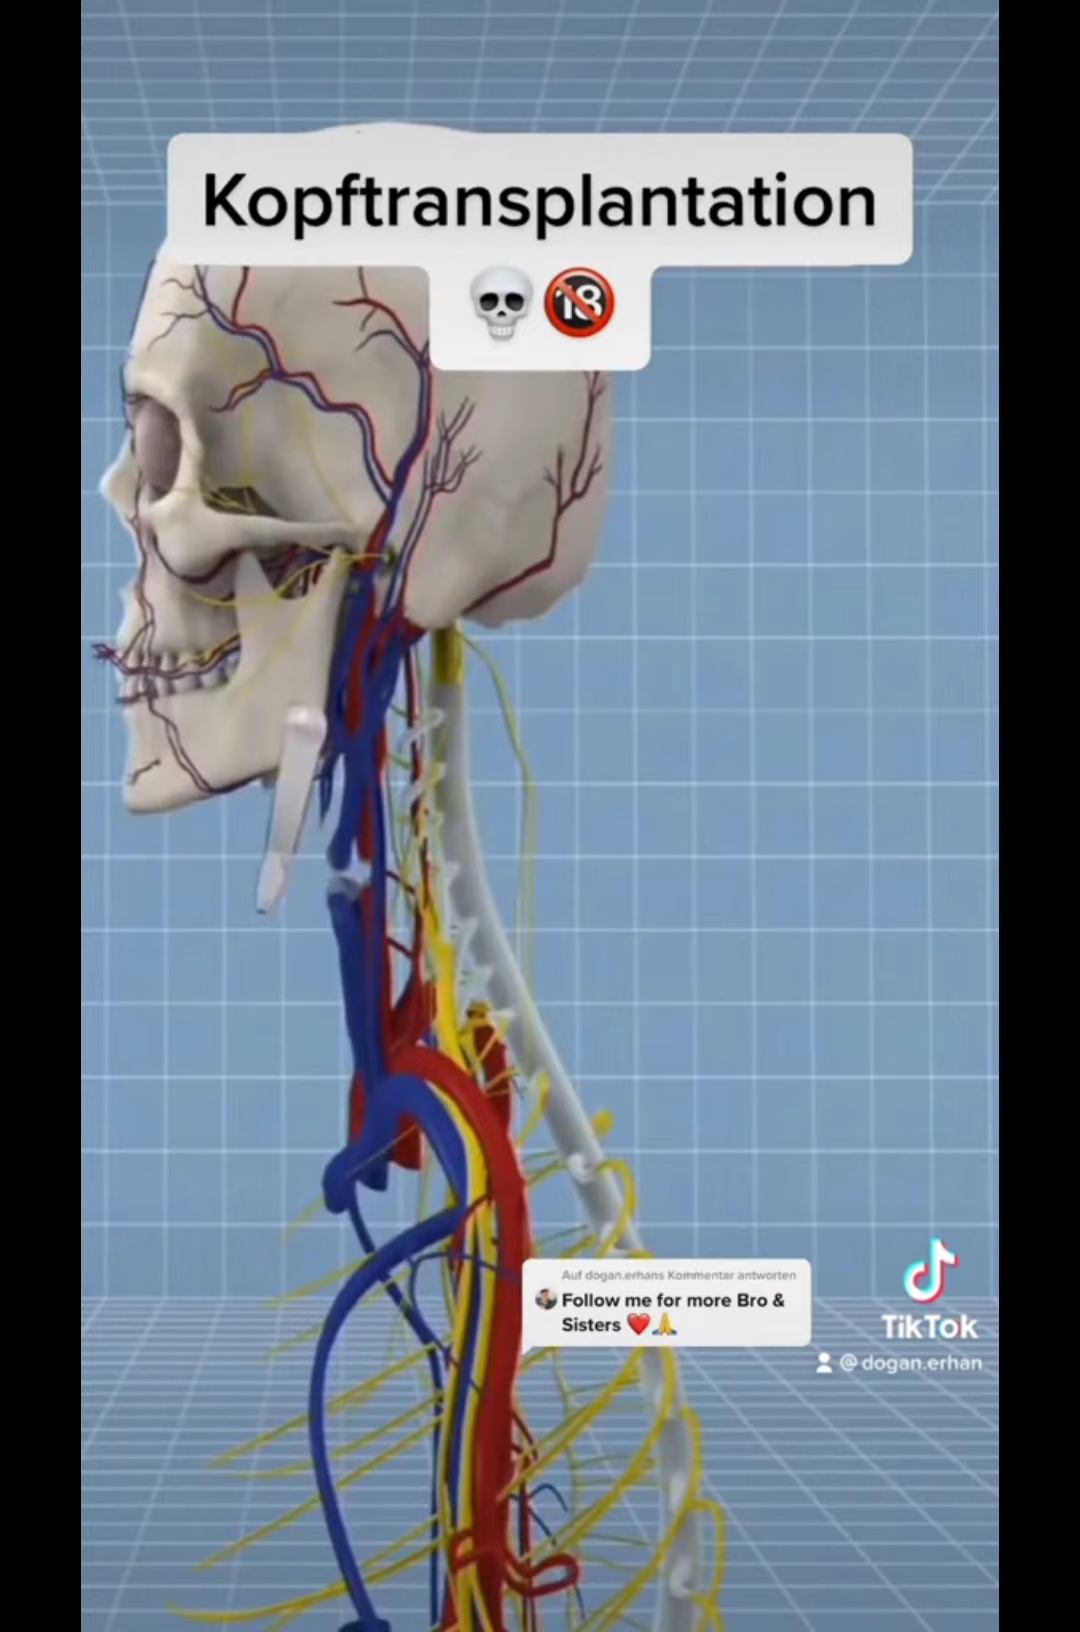 Kopftransplantation
💀🔞
Auf dogan.erhans Kommentar antworten
Follow me for more Bro &
Sisters ❤️🙏
TikTok
@dogan.erhan